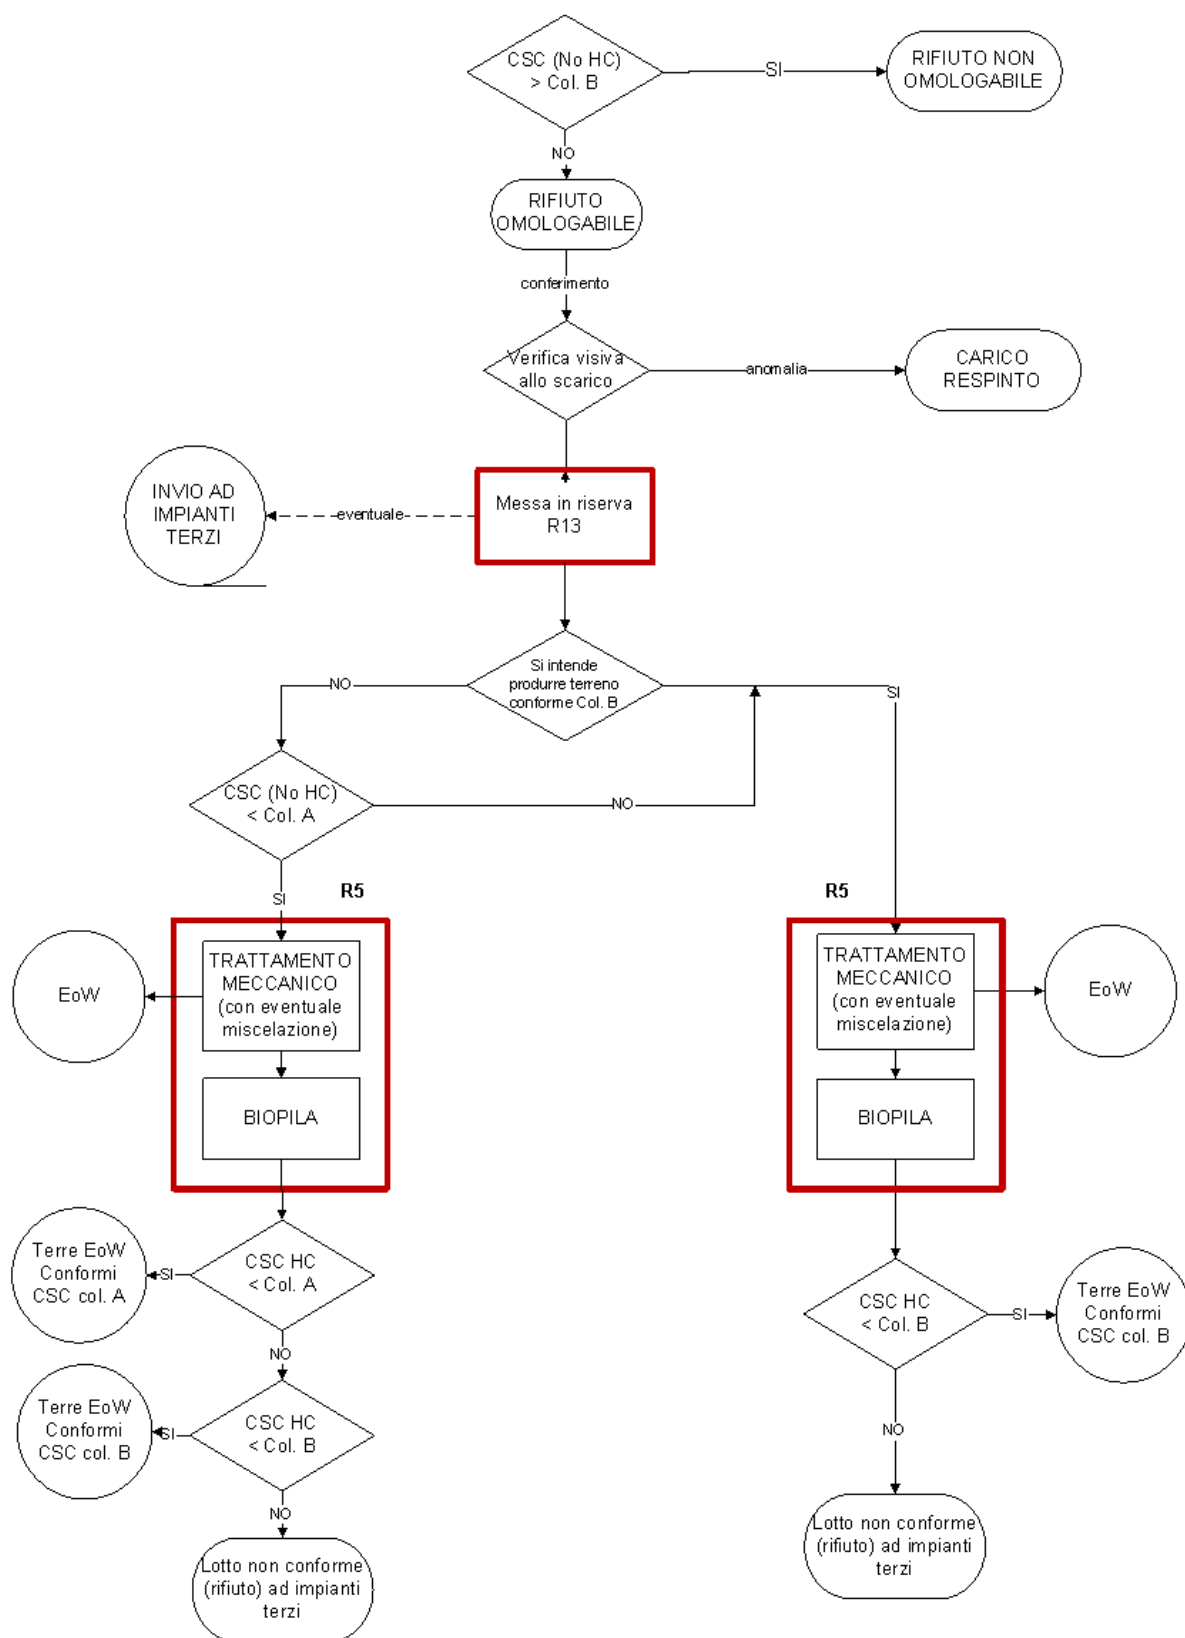 CSC (No HC)
> Col. B
SI
RIFIUTO NON
OMOLOGABILE
NO
RIFIUTO
OMOLOGABILE
conferimento
Verifica visiva
allo scarico
anomalia
CARICO
RESPINTO
INVIO AD
IMPIANTI
TERZI
eventuale
Messa in riserva
R13
Si intende
produrre terreno
conforme Col. B
NO
SI
CSC (No HC)
< Col. A
NO
SI
R5
R5
EoW
TRATTAMENTO
MECCANICO
(con eventuale
miscelazione)
TRATTAMENTO
MECCANICO
(con eventuale
miscelazione)
EoW
BIOPILA
BIOPILA
Terre EoW
Conformi
CSC col. A
SI
CSC HC
< Col. A
CSC HC
< Col. B
SI
Terre EoW
Conformi
CSC col. B
NO
Terre EoW
Conformi
CSC col. B
SI
CSC HC
< Col. B
NO
NO
Lotto non conforme
(rifiuto) ad impianti
terzi
Lotto non conforme
(rifiuto) ad impianti
terzi